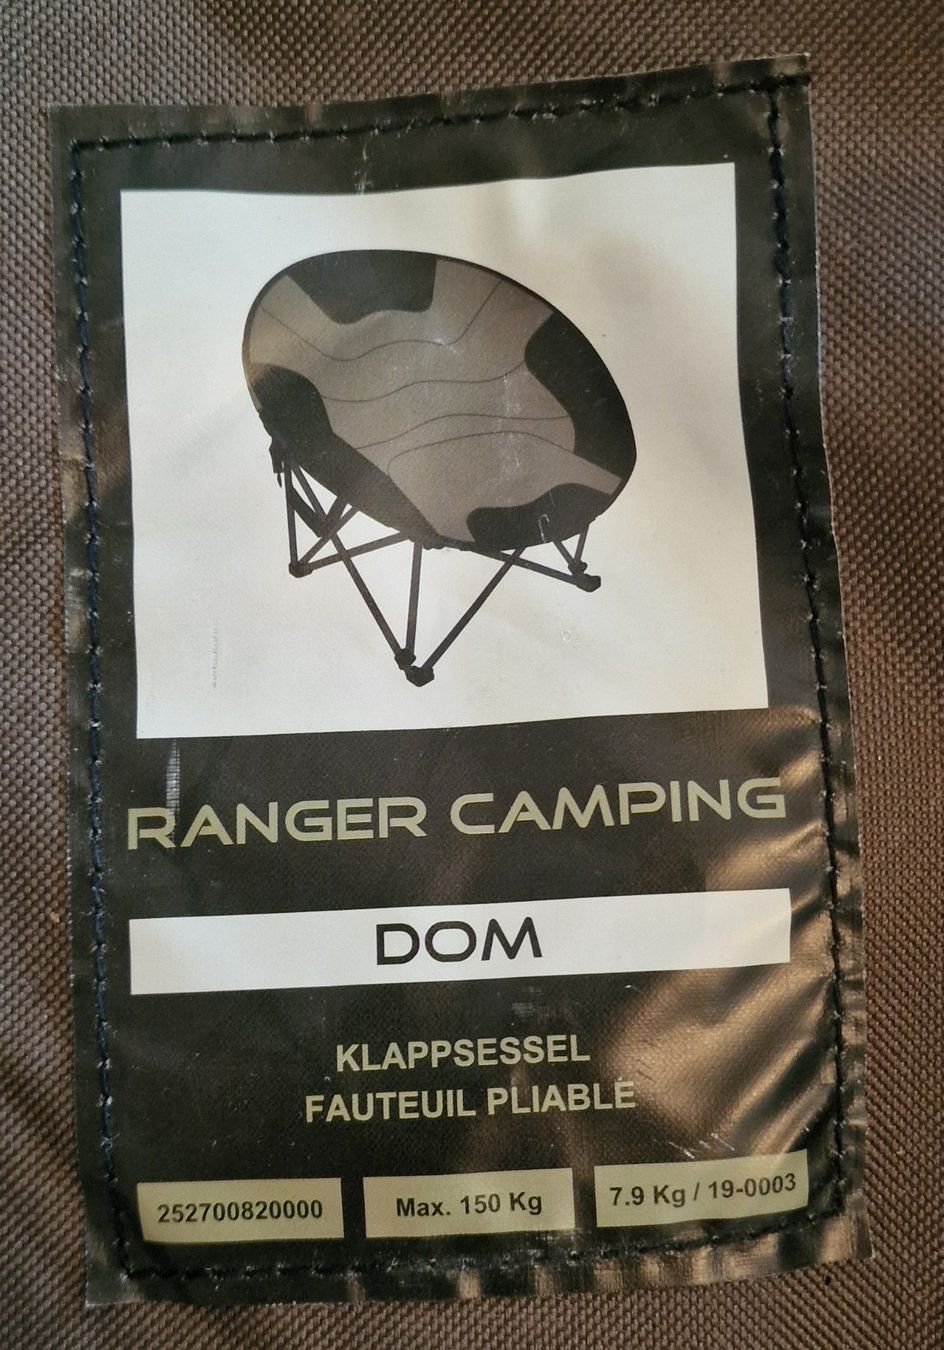 RANGER CAMPING
DOM
KLAPPSESSEL
FAUTEUIL PLIABLE
252700820000
Max. 150 Kg
7.9 Kg / 19-0003